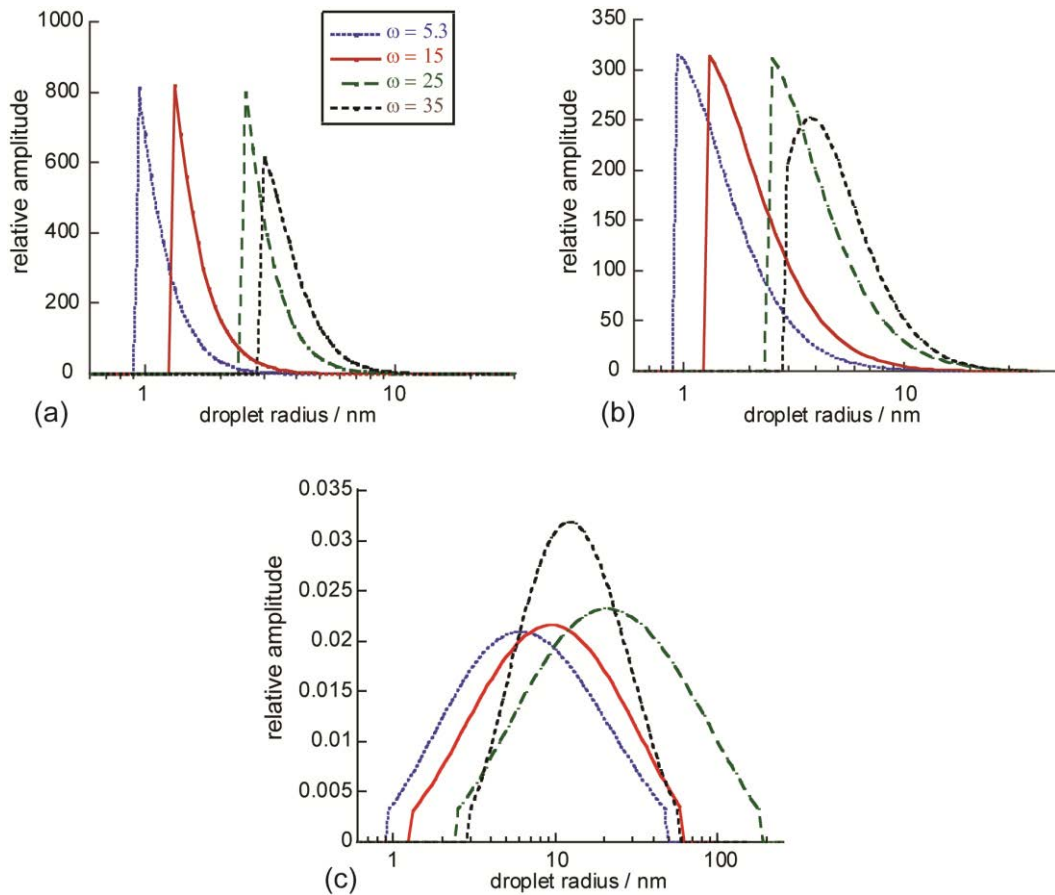 1000
800
600
400
200
0
relative amplitude
ω = 5.3
ω = 15
ω = 25
ω = 35
1
10
droplet radius / nm
(a)
350
300
250
200
150
100
50
0
relative amplitude
1
10
droplet radius / nm
(b)
0.035
0.03
0.025
0.02
0.015
0.01
0.005
0
relative amplitude
1
10
100
droplet radius / nm
(c)